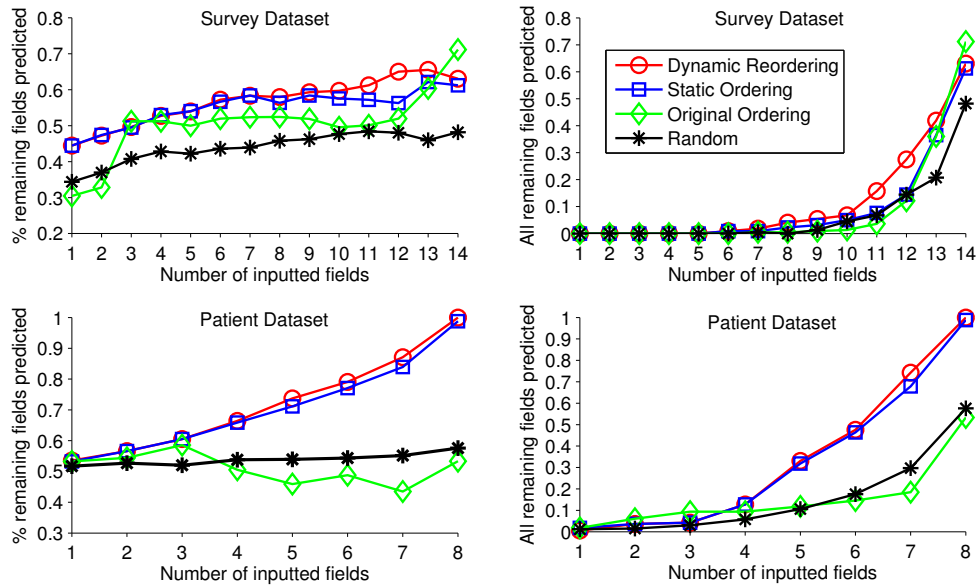 Survey Dataset
% remaining fields predicted
0.8
0.7
0.6
0.5
0.4
0.3
0.2
1 2 3 4 5 6 7 8 9 10 11 12 13 14
Number of inputted fields
Survey Dataset
All remaining fields predicted
0.8
0.7
0.6
0.5
0.4
0.3
0.2
0.1
0
Dynamic Reordering
Static Ordering
Original Ordering
Random
1 2 3 4 5 6 7 8 9 10 11 12 13 14
Number of inputted fields
Patient Dataset
% remaining fields predicted
1
0.9
0.8
0.7
0.6
0.5
0.4
0.3
1 2 3 4 5 6 7 8
Number of inputted fields
Patient Dataset
All remaining fields predicted
1
0.9
0.8
0.7
0.6
0.5
0.4
0.3
0.2
0.1
0
1 2 3 4 5 6 7 8
Number of inputted fields